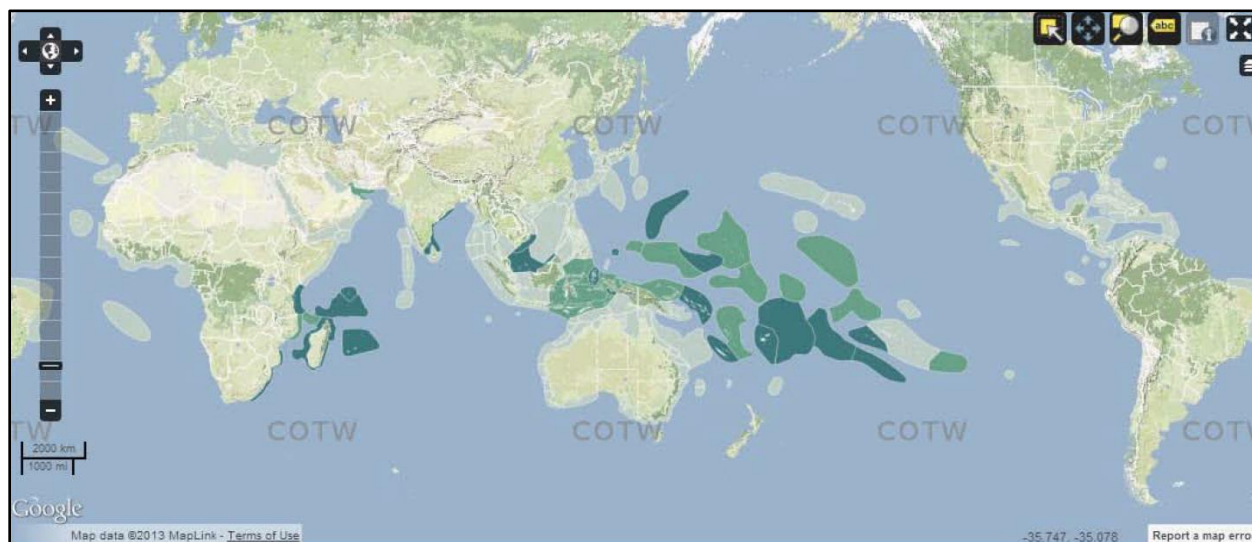 abc
COTW COTW COTW COTW
2000 km
1000 mi
COTW COTW COTW COTW
Google
Map data ©2013 MapLink - Terms of Use
-35.747, -35.078
Report a map erro